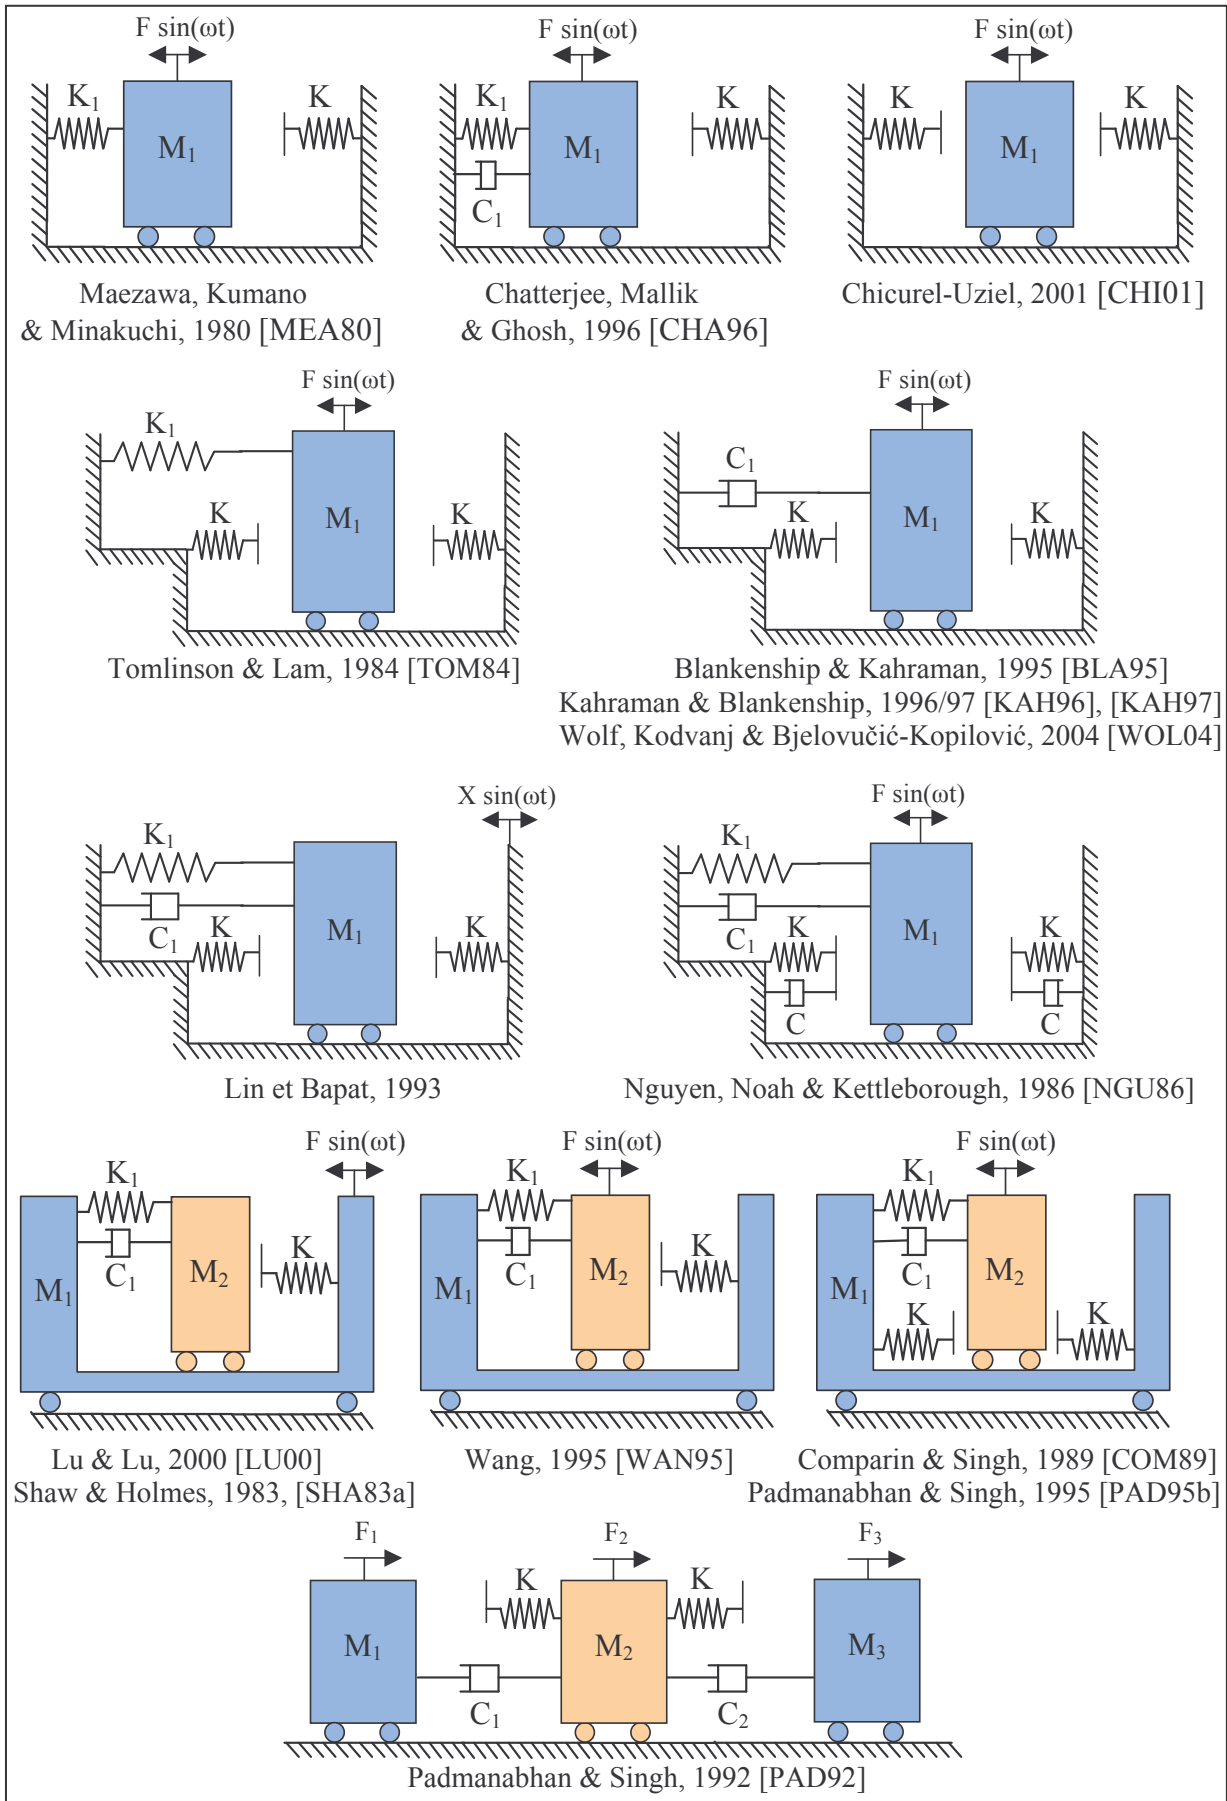 F sin(ωt)
F sin(ωt)
F sin(ωt)
K₁
K
K₁
K
K
K
M₁
M₁
M₁
C₁
Maezawa, Kumano
& Minakuchi, 1980 [MEA80]
Chatterjee, Mallik
& Ghosh, 1996 [CHA96]
Chicurel-Uziel, 2001 [CHI01]
F sin(ωt)
F sin(ωt)
K₁
C₁
K
M₁
K
K
M₁
K
Tomlinson & Lam, 1984 [TOM84]
Blankenship & Kahraman, 1995 [BLA95]
Kahraman & Blankenship, 1996/97 [KAH96], [KAH97]
Wolf, Kodvanj & Bjelovučić-Kopilović, 2004 [WOL04]
X sin(ωt)
F sin(ωt)
K₁
K₁
C₁
K
M₁
K
C₁
K
M₁
K
C
C
Lin et Bapat, 1993
Nguyen, Noah & Kettleborough, 1986 [NGU86]
F sin(ωt)
F sin(ωt)
F sin(ωt)
K₁
K₁
K₁
K
K
M₁
C₁
M₂
M₁
C₁
M₂
M₁
C₁
M₂
K
K
Lu & Lu, 2000 [LU00]
Shaw & Holmes, 1983, [SHA83a]
Wang, 1995 [WAN95]
Comparin & Singh, 1989 [COM89]
Padmanabhan & Singh, 1995 [PAD95b]
F₁
F₂
F₃
K
K
M₁
M₂
M₃
C₁
C₂
Padmanabhan & Singh, 1992 [PAD92]